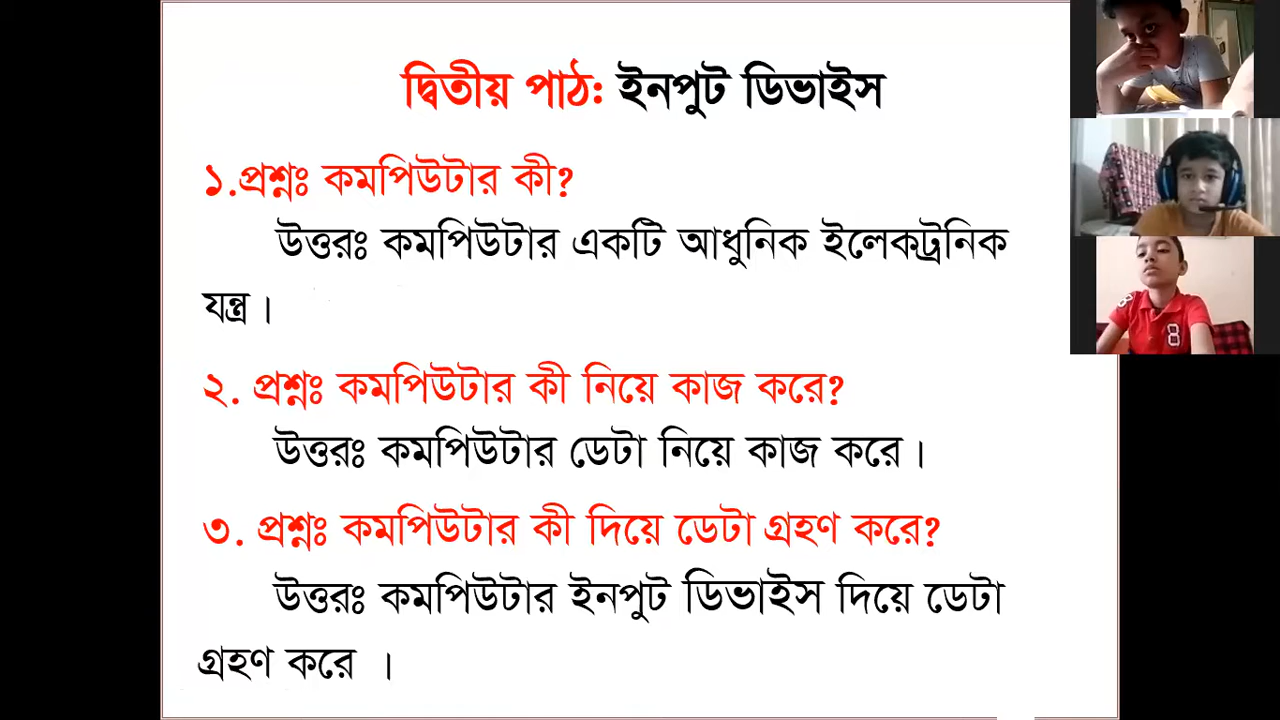 দ্বিতীয় পাঠ: ইনপুট ডিভাইস
১.প্রশ্নঃ কমপিউটার কী?
উত্তরঃ কমপিউটার একটি আধুনিক ইলেকট্রনিক
যন্ত্র।
২. প্রশ্নঃ কমপিউটার কী নিয়ে কাজ করে?
উত্তরঃ কমপিউটার ডেটা নিয়ে কাজ করে।
৩. প্রশ্নঃ কমপিউটার কী দিয়ে ডেটা গ্রহণ করে?
উত্তরঃ কমপিউটার ইনপুট ডিভাইস দিয়ে ডেটা
গ্রহণ করে ।
8
8